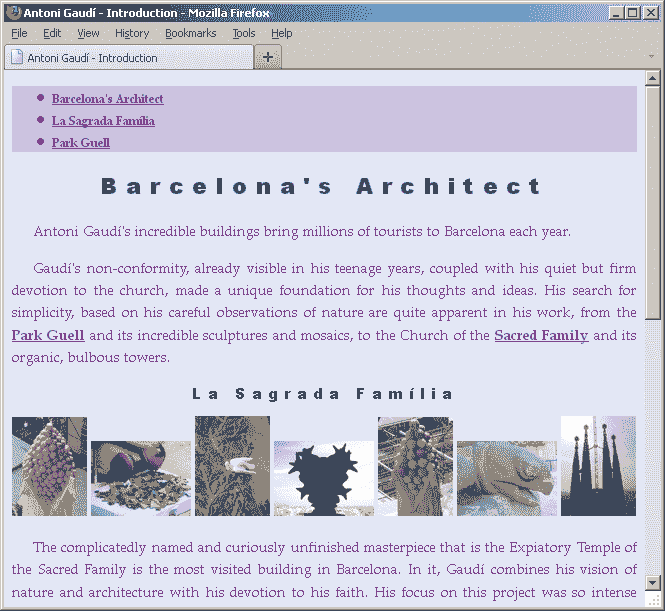 Antoni Gaudí - Introduction - Mozilla Firefox
File Edit View History Bookmarks Tools Help
Antoni Gaudí - Introduction
Barcelona's Architect
La Sagrada Família
Park Guell
Barcelona's Architect
Antoni Gaudí's incredible buildings bring millions of tourists to Barcelona each year.
Gaudí's non-conformity, already visible in his teenage years, coupled with his quiet but firm
devotion to the church, made a unique foundation for his thoughts and ideas. His search for
simplicity, based on his careful observations of nature are quite apparent in his work, from the
Park Guell and its incredible sculptures and mosaics, to the Church of the Sacred Family and its
organic, bulbous towers.
La Sagrada Família
The complicatedly named and curiously unfinished masterpiece that is the Expiatory Temple of
the Sacred Family is the most visited building in Barcelona. In it, Gaudí combines his vision of
nature and architecture with his devotion to his faith. His focus on this project was so intense